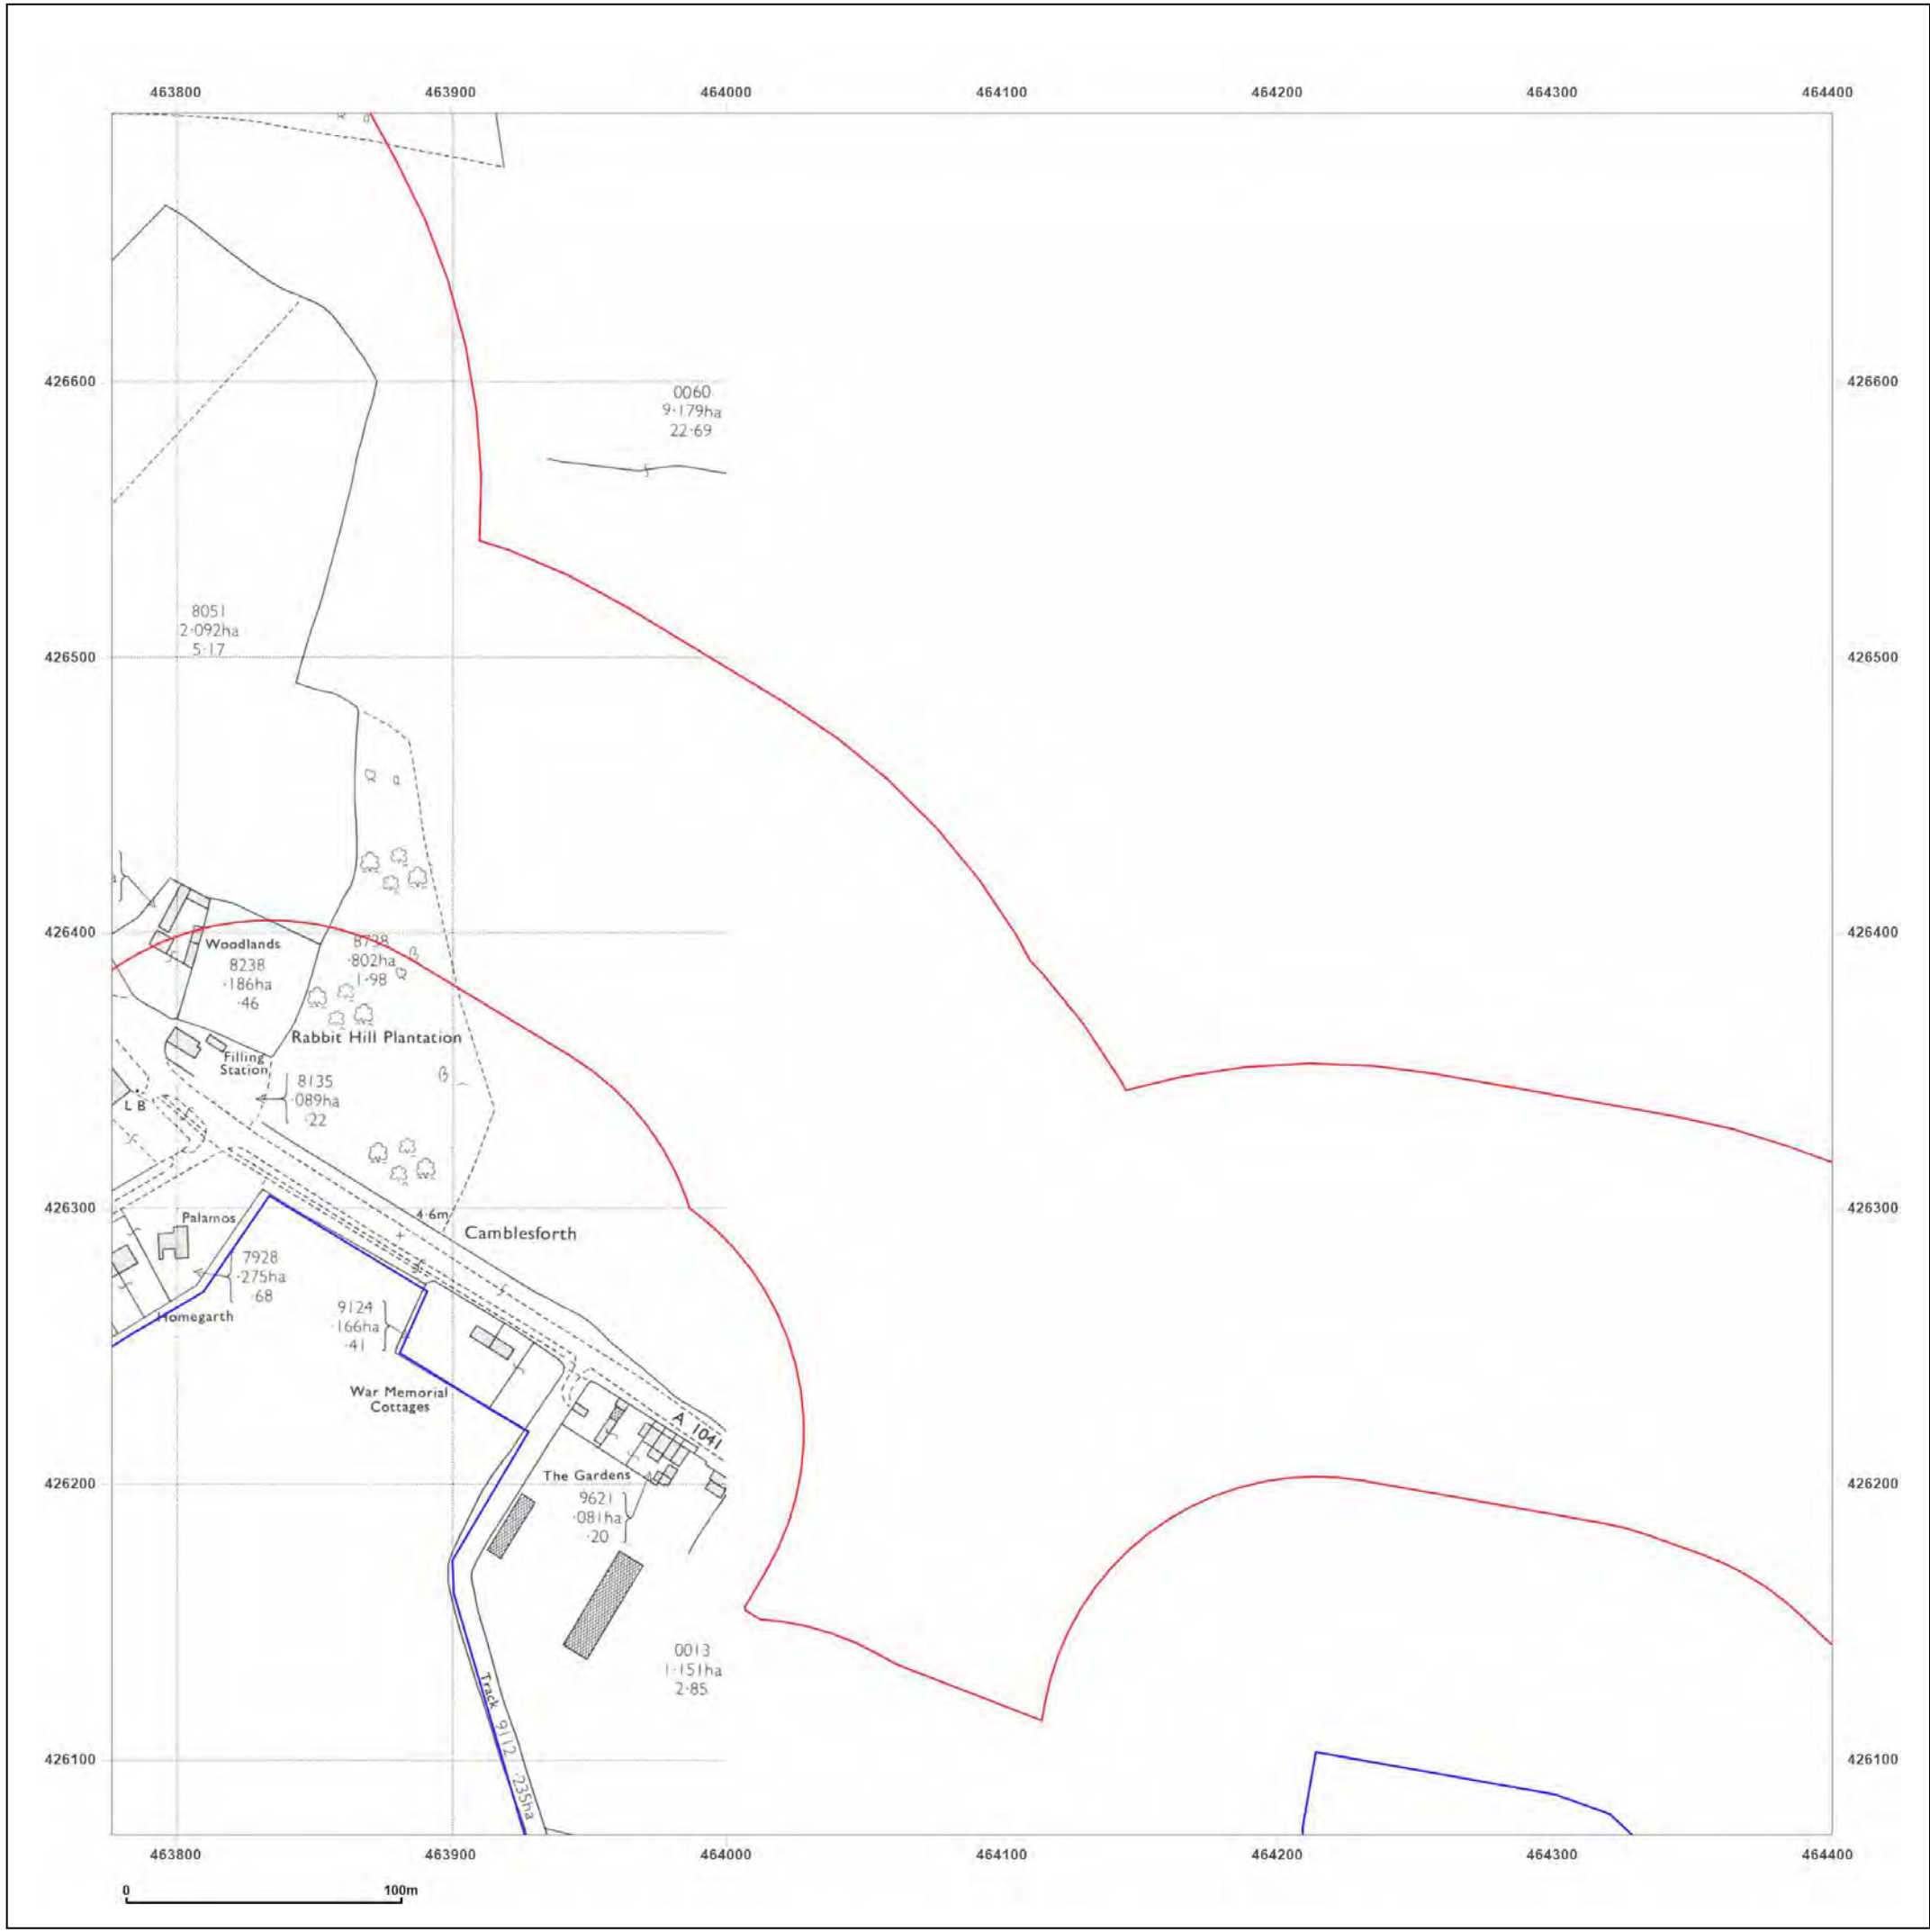 463800 463900 464000 464100 464200 464300 464400
426600 426600
0060
9·179ha
22·69
8051
2·092ha
5·17
426500 426500
426400 426400
Woodlands
8238
·186ha
·46
8738
·802ha
1·98
Rabbit Hill Plantation
Filling
Station
8135
·089ha
·22
L B
426300 426300
4·6m
Palamos
Camblesforth
7928
·275ha
·68
Homegarth
9124
·166ha
·41
War Memorial
Cottages
A 1041
The Gardens
426200 426200
9621
·081ha
·20
0013
1·151ha
2·85
Track 9112 ·235ha
426100 426100
463800 463900 464000 464100 464200 464300 464400
0 100m